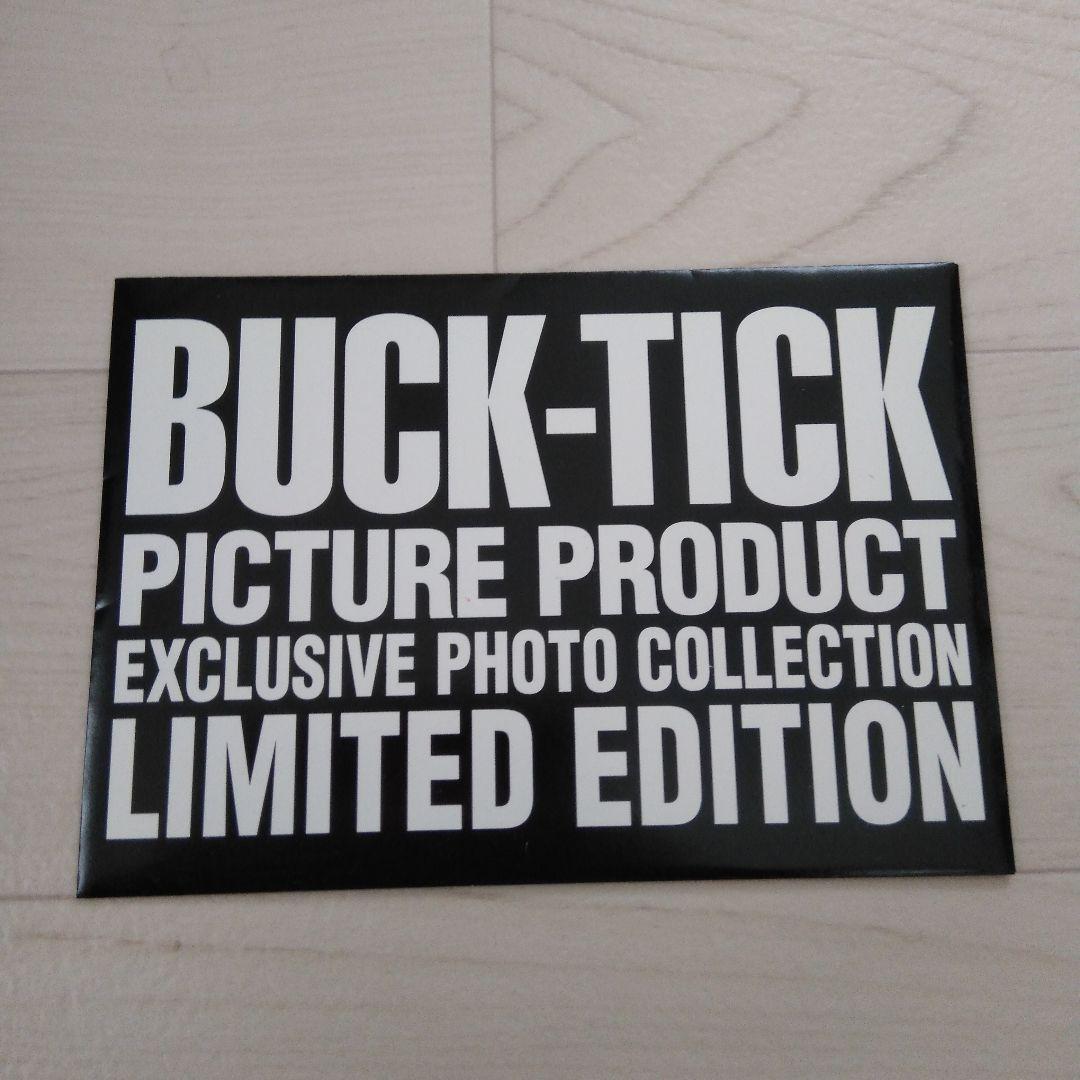 BUCK-TICK
PICTURE PRODUCT
EXCLUSIVE PHOTO COLLECTION
LIMITED EDITION